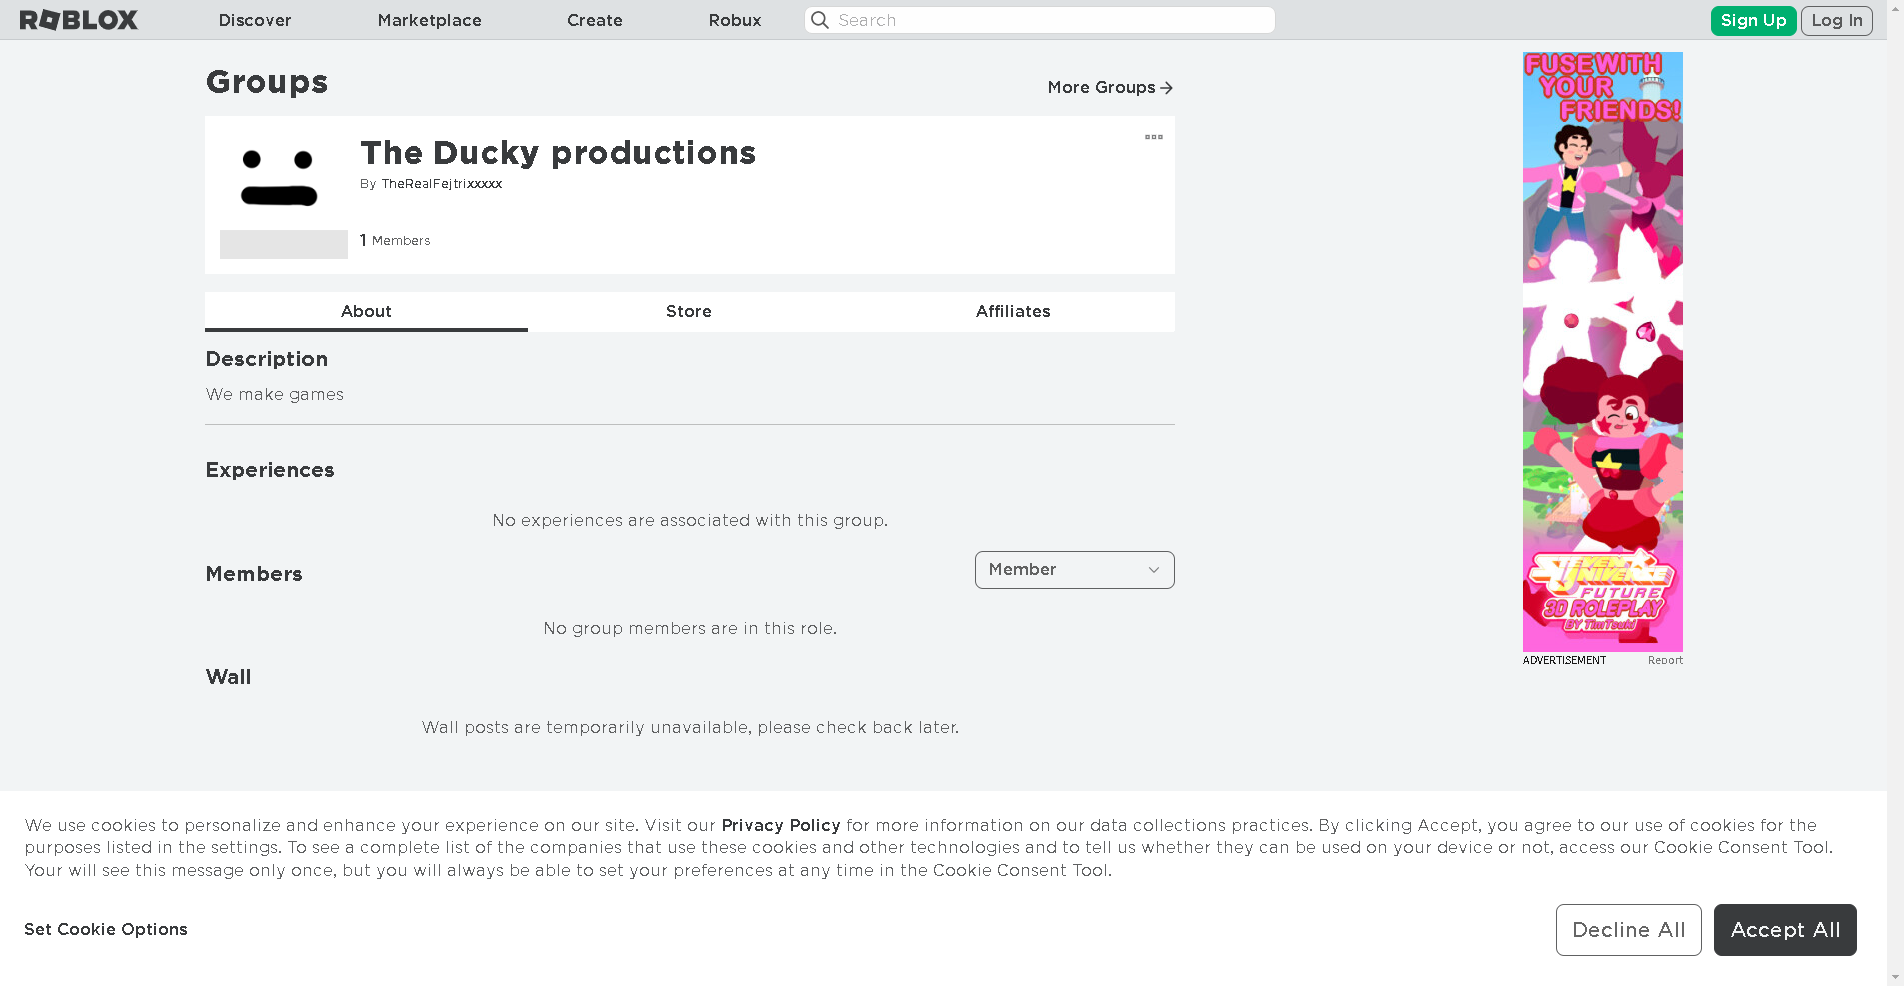 ROBLOX Discover Marketplace Create Robux Search Sign Up Log In
Groups
More Groups
The Ducky productions
By TheRealFejtrixxxxx
1 Members
About Store Affiliates
Description
We make games
Experiences
No experiences are associated with this group.
Members
Member
No group members are in this role.
Wall
Wall posts are temporarily unavailable, please check back later.
FUSE WITH
YOUR
FRIENDS!
STEVEN
UNIVERSE
FUTURE
3D ROLEPLAY
BY TimTsuki
ADVERTISEMENT Report
We use cookies to personalize and enhance your experience on our site. Visit our Privacy Policy for more information on our data collections practices. By clicking Accept, you agree to our use of cookies for the
purposes listed in the settings. To see a complete list of the companies that use these cookies and other technologies and to tell us whether they can be used on your device or not, access our Cookie Consent Tool.
Your will see this message only once, but you will always be able to set your preferences at any time in the Cookie Consent Tool.
Set Cookie Options
Decline All
Accept All